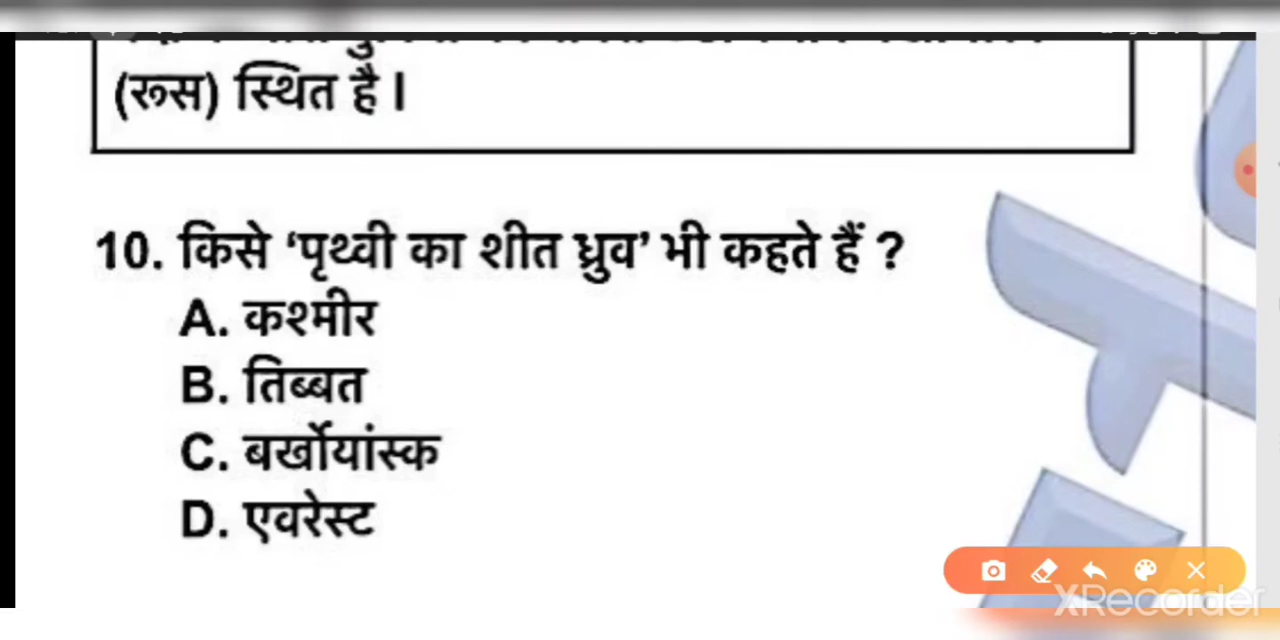 (रूस) स्थित है।
10. किसे ‘पृथ्वी का शीत ध्रुव’ भी कहते हैं ?
A. कश्मीर
B. तिब्बत
C. बर्खोयांस्क
D. एवरेस्ट
XRecorder